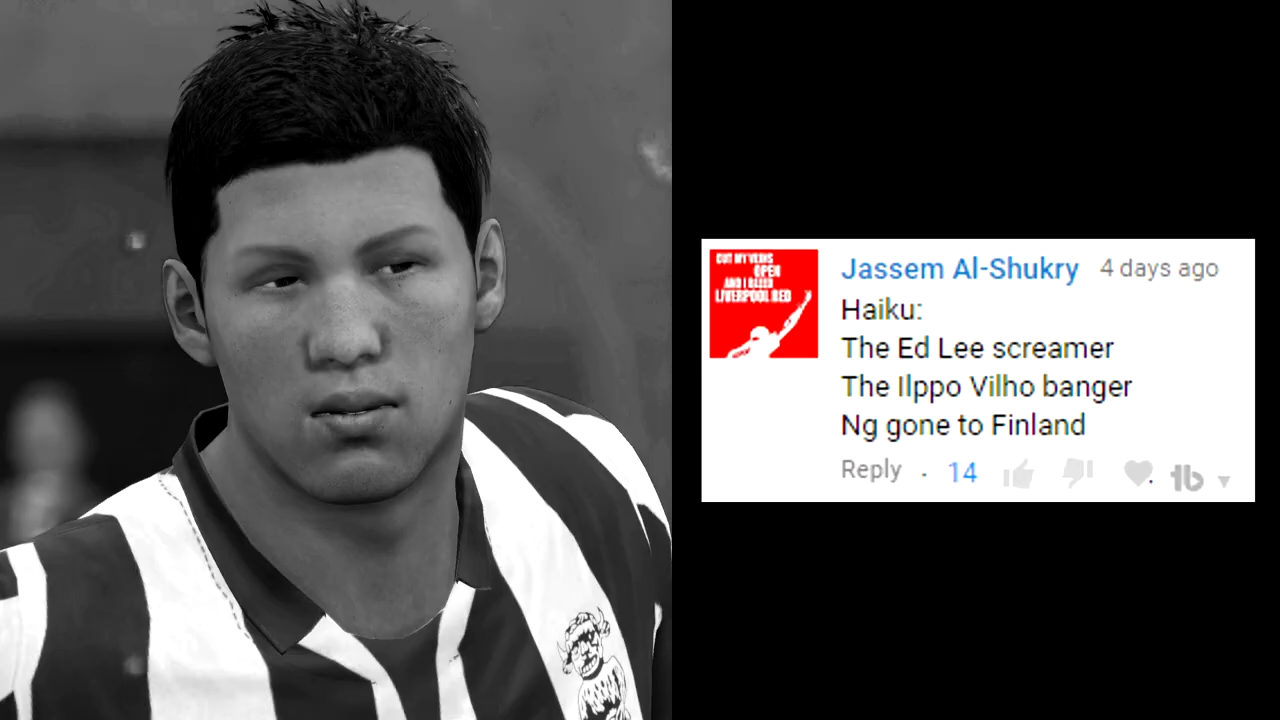 CUT MY VEINS
OPEN
AND I BLEED
LIVERPOOL RED
Jassem Al-Shukry 4 days ago
Haiku:
The Ed Lee screamer
The Ilppo Vilho banger
Ng gone to Finland
Reply · 14